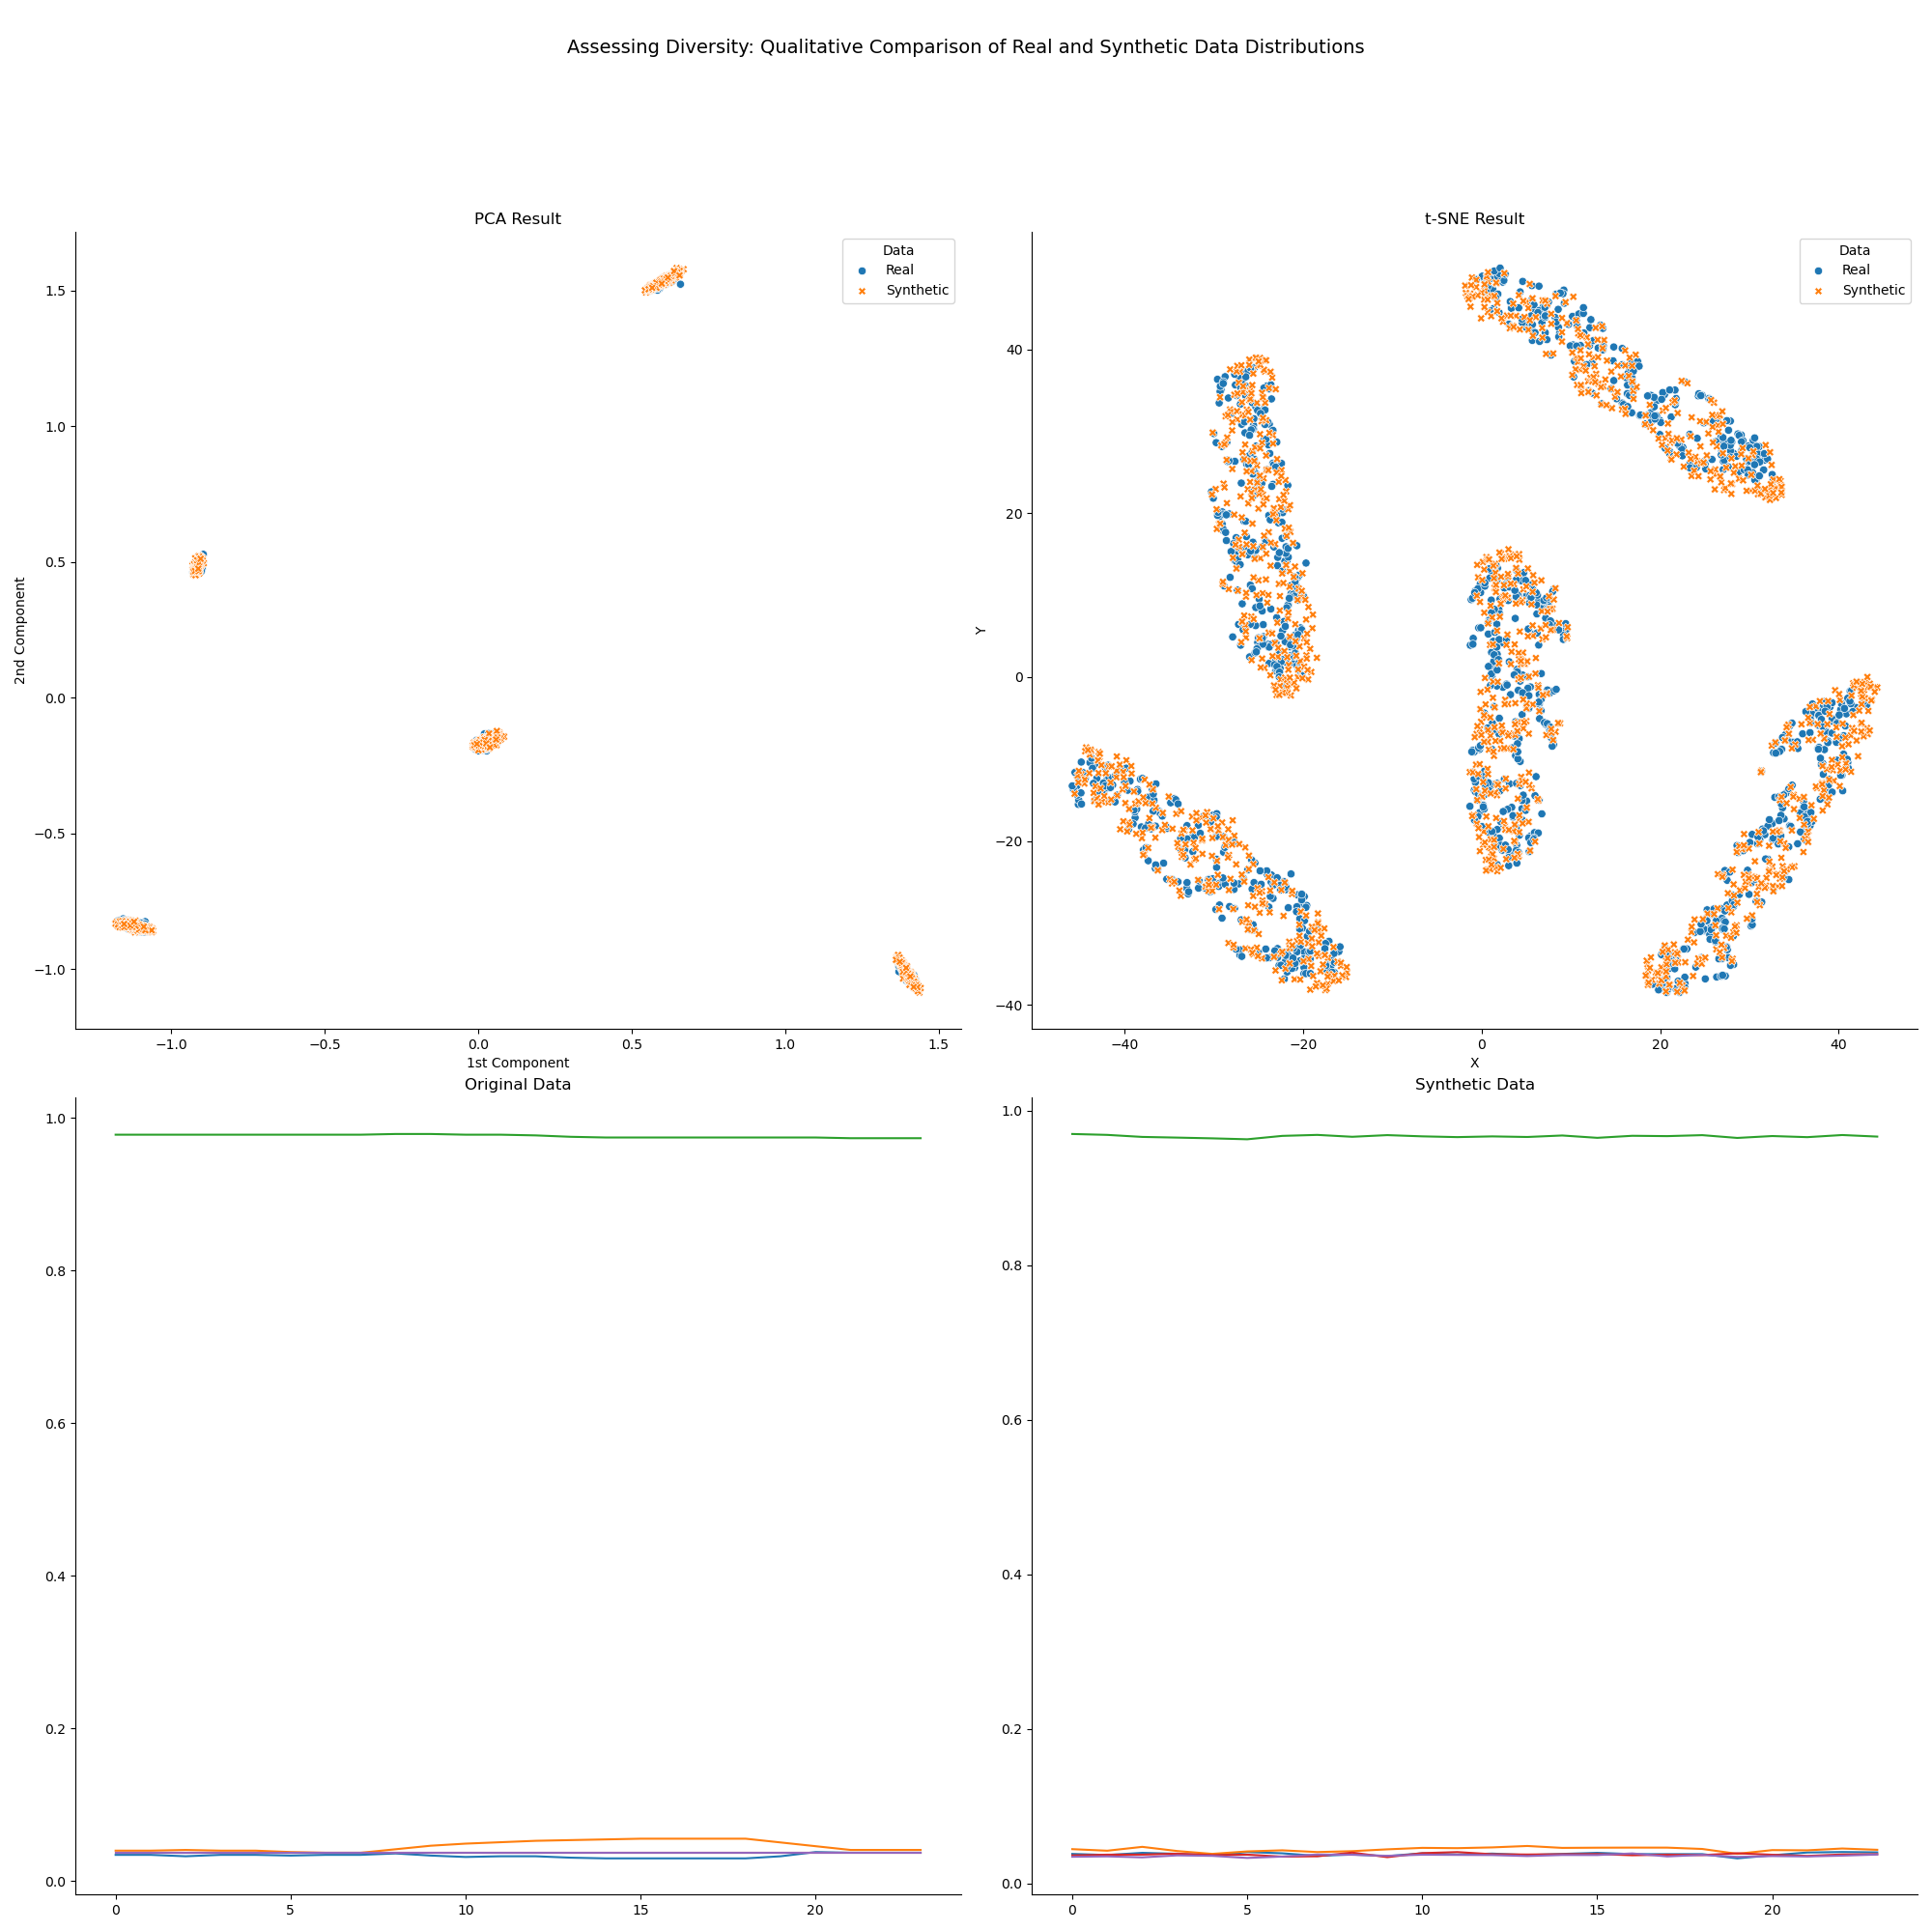 Assessing Diversity: Qualitative Comparison of Real and Synthetic Data Distributions
PCA Result
Data
Real
Synthetic
1.5
1.0
0.5
0.0
−0.5
−1.0
2nd Component
−1.0
−0.5
0.0
0.5
1.0
1.5
1st Component
t-SNE Result
Data
Real
Synthetic
40
20
0
−20
−40
Y
−40
−20
0
20
40
X
Original Data
1.0
0.8
0.6
0.4
0.2
0.0
0
5
10
15
20
Synthetic Data
1.0
0.8
0.6
0.4
0.2
0.0
0
5
10
15
20